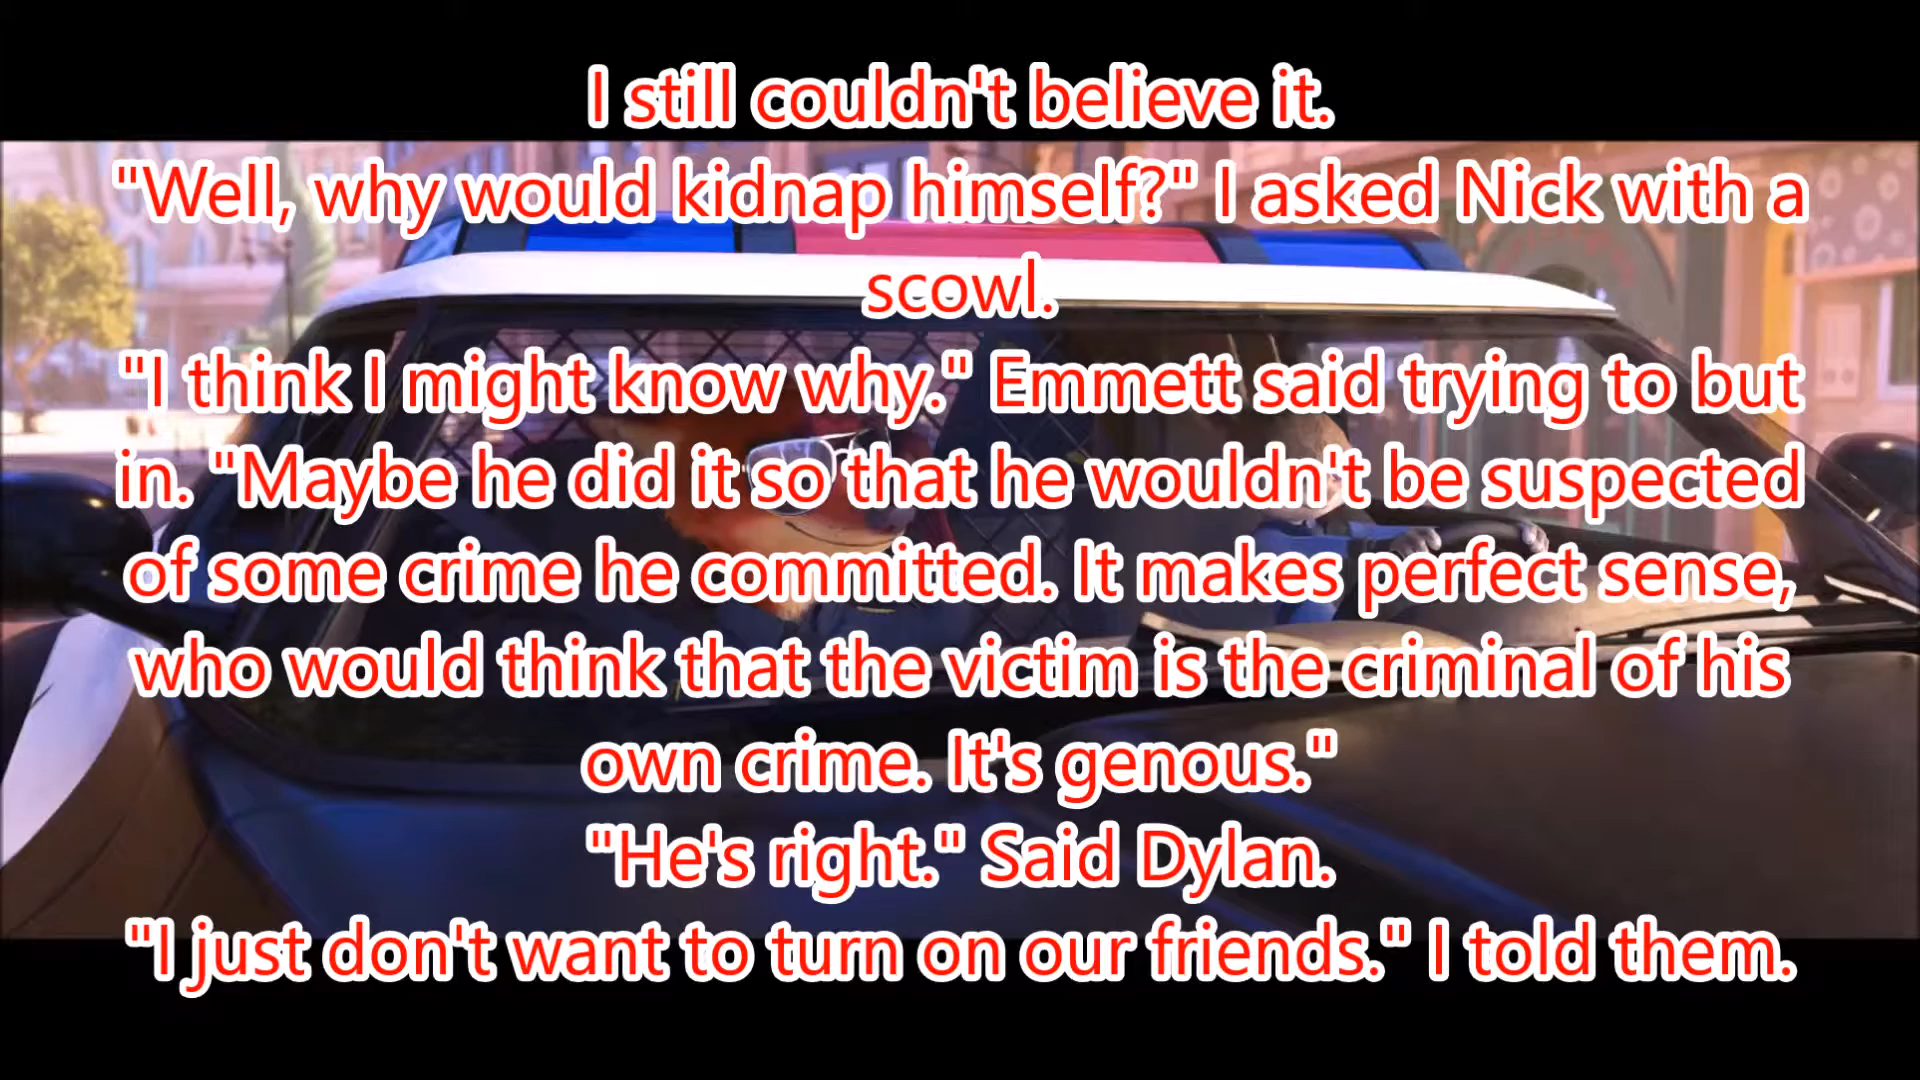 I still couldn't believe it.
"Well, why would kidnap himself?" I asked Nick with a
scowl.
"I think I might know why." Emmett said trying to but
in. "Maybe he did it so that he wouldn't be suspected
of some crime he committed. It makes perfect sense,
who would think that the victim is the criminal of his
own crime. It's genous."
"He's right." Said Dylan.
"I just don't want to turn on our friends." I told them.